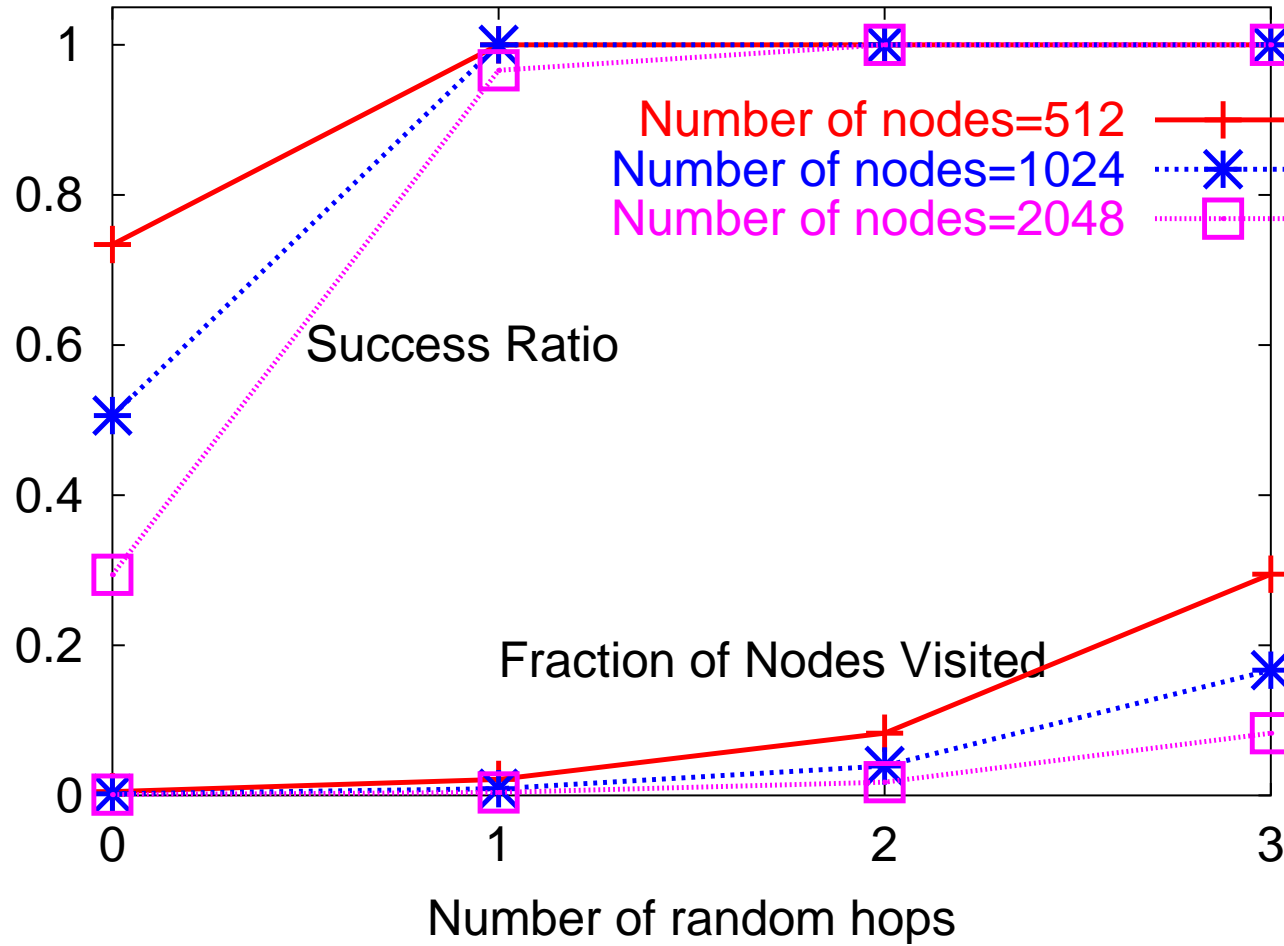 1
Number of nodes=512
Number of nodes=1024
0.8
Number of nodes=2048
0.6
Success Ratio
0.4
0.2
Fraction of Nodes Visited
0
0 1 2 3
Number of random hops